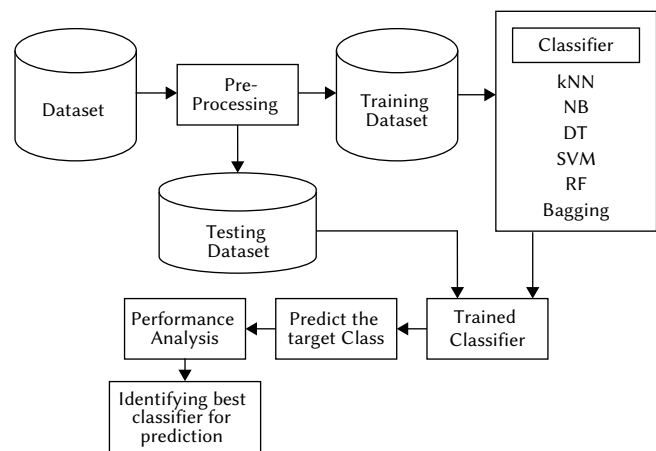 Dataset
Pre-
Processing
Training
Dataset
Classifier
kNN
NB
DT
SVM
RF
Bagging
Testing
Dataset
Performance
Analysis
Predict the
target Class
Trained
Classifier
Identifying best
classifier for
prediction